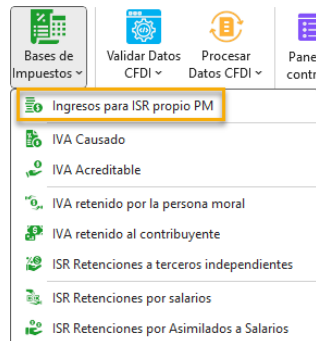 Bases de
Impuestos
Validar Datos
CFDI
Procesar
Datos CFDI
Pane
contr
Ingresos para ISR propio PM
IVA Causado
IVA Acreditable
IVA retenido por la persona moral
IVA retenido al contribuyente
ISR Retenciones a terceros independientes
ISR Retenciones por salarios
ISR Retenciones por Asimilados a Salarios